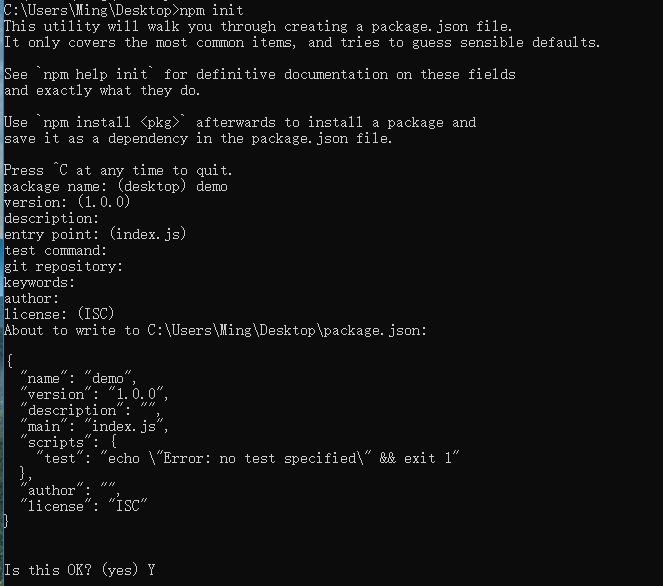 C:\Users\Ming\Desktop>npm init
This utility will walk you through creating a package.json file.
It only covers the most common items, and tries to guess sensible defaults.
See `npm help init` for definitive documentation on these fields
and exactly what they do.
Use `npm install <pkg>` afterwards to install a package and
save it as a dependency in the package.json file.
Press ^C at any time to quit.
package name: (desktop) demo
version: (1.0.0)
description:
entry point: (index.js)
test command:
git repository:
keywords:
author:
license: (ISC)
About to write to C:\Users\Ming\Desktop\package.json:
{
  "name": "demo",
  "version": "1.0.0",
  "description": "",
  "main": "index.js",
  "scripts": {
    "test": "echo \"Error: no test specified\" && exit 1"
  },
  "author": "",
  "license": "ISC"
}
Is this OK? (yes) Y